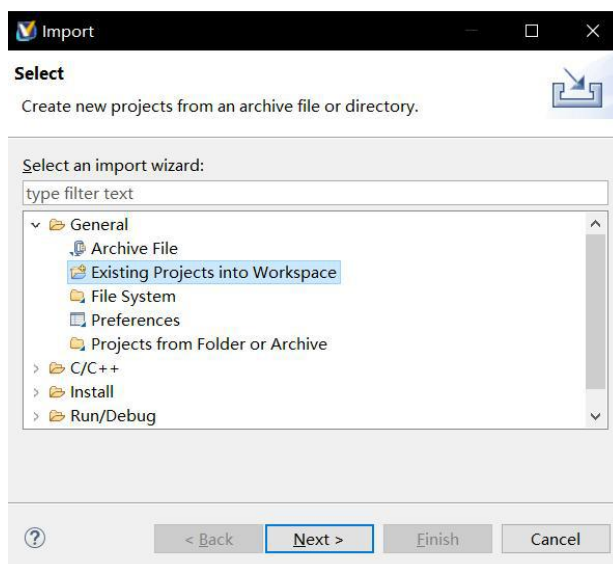 Import
Select
Create new projects from an archive file or directory.
Select an import wizard:
type filter text
General
Archive File
Existing Projects into Workspace
File System
Preferences
Projects from Folder or Archive
C/C++
Install
Run/Debug
? < Back Next > Finish Cancel